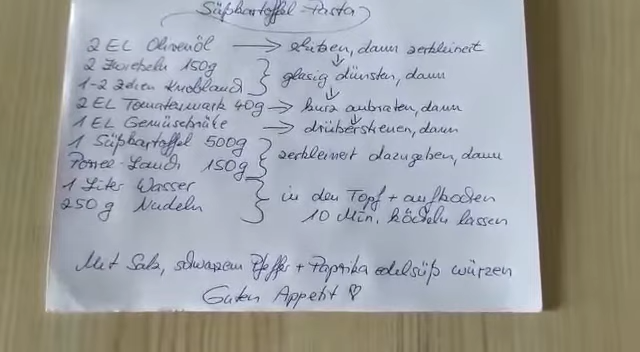 Süßkartoffel-Pasta
2 EL Olivenöl → erhitzen, dann zerkleinert
2 Zwiebeln 150g
1-2 Zehen Knoblauch } glasig dünsten, dann
2 EL Tomatenmark 40g → kurz anbraten, dann
1 EL Gemüsebrühe → drüberstreuen, dann
1 Süßkartoffel 500g
Porree-Lauch 150g } zerkleinert dazugeben, dann
1 Liter Wasser
250g Nudeln } in den Topf + aufkochen
10 Min. köcheln lassen
Mit Salz, schwarzem Pfeffer + Paprika edelsüß würzen
Guten Appetit ♡